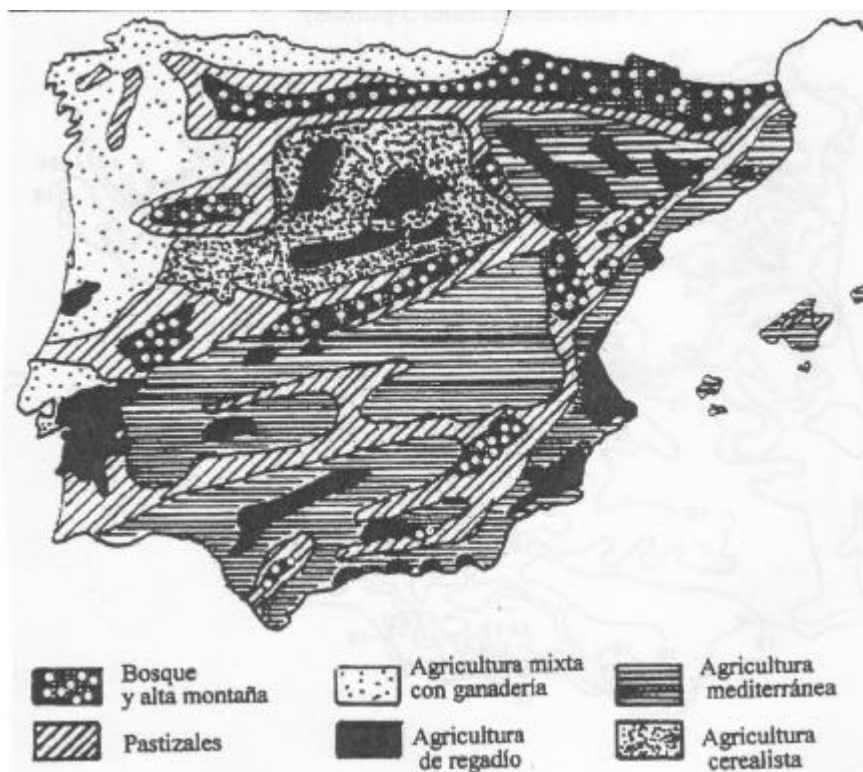 Bosque
y alta montaña
Agricultura mixta
con ganadería
Agricultura
mediterránea
Pastizales
Agricultura
de regadío
Agricultura
cerealista